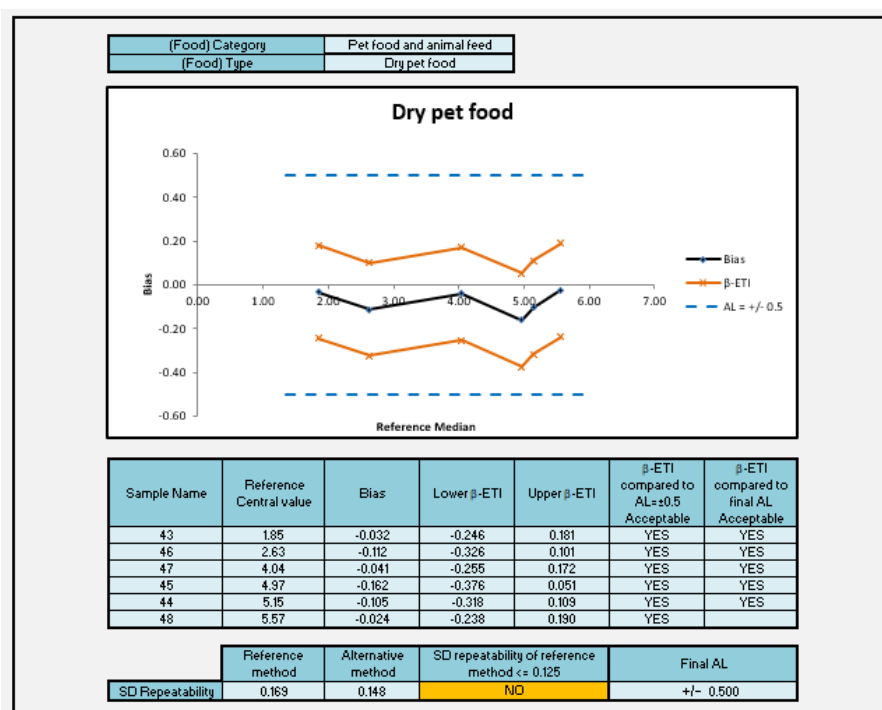 (Food) Category Pet food and animal feed
(Food) Type Dry pet food
Dry pet food
0.60
0.40
0.20
0.00
-0.20
-0.40
-0.60
Bias
0.00 1.00 2.00 3.00 4.00 5.00 6.00 7.00
Reference Median
Bias
β-ETI
AL = +/- 0.5
Sample Name Reference Central value Bias Lower β-ETI Upper β-ETI β-ETI compared to AL=±0.5 Acceptable β-ETI compared to final AL Acceptable
43 1.85 -0.032 -0.246 0.181 YES YES
46 2.63 -0.112 -0.326 0.101 YES YES
47 4.04 -0.041 -0.255 0.172 YES YES
45 4.97 -0.162 -0.376 0.051 YES YES
44 5.15 -0.105 -0.318 0.109 YES YES
48 5.57 -0.024 -0.238 0.190 YES
Reference method Alternative method SD repeatability of reference method <= 0.125 Final AL
SD Repeatability 0.169 0.148 NO +/- 0.500